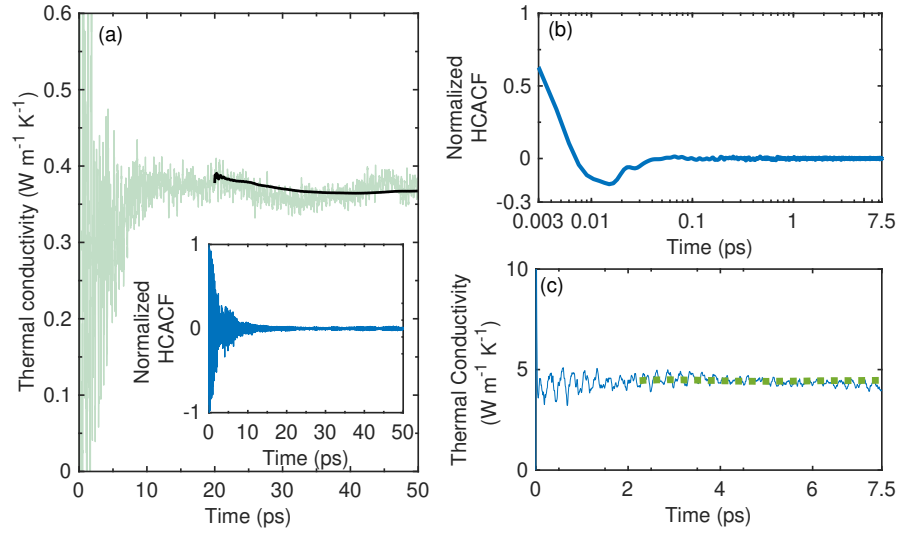 (a)
Thermal conductivity (W m⁻¹ K⁻¹)
0.6
0.5
0.4
0.3
0.2
0.1
0
0 10 20 30 40 50
Time (ps)
Normalized
HCACF
1
0
-1
0 10 20 30 40 50
Time (ps)
(b)
Normalized
HCACF
1
0.5
0
-0.3
0.003 0.01 0.1 1 7.5
Time (ps)
(c)
Thermal Conductivity
(W m⁻¹ K⁻¹)
10
5
0
0 2 4 6 7.5
Time (ps)